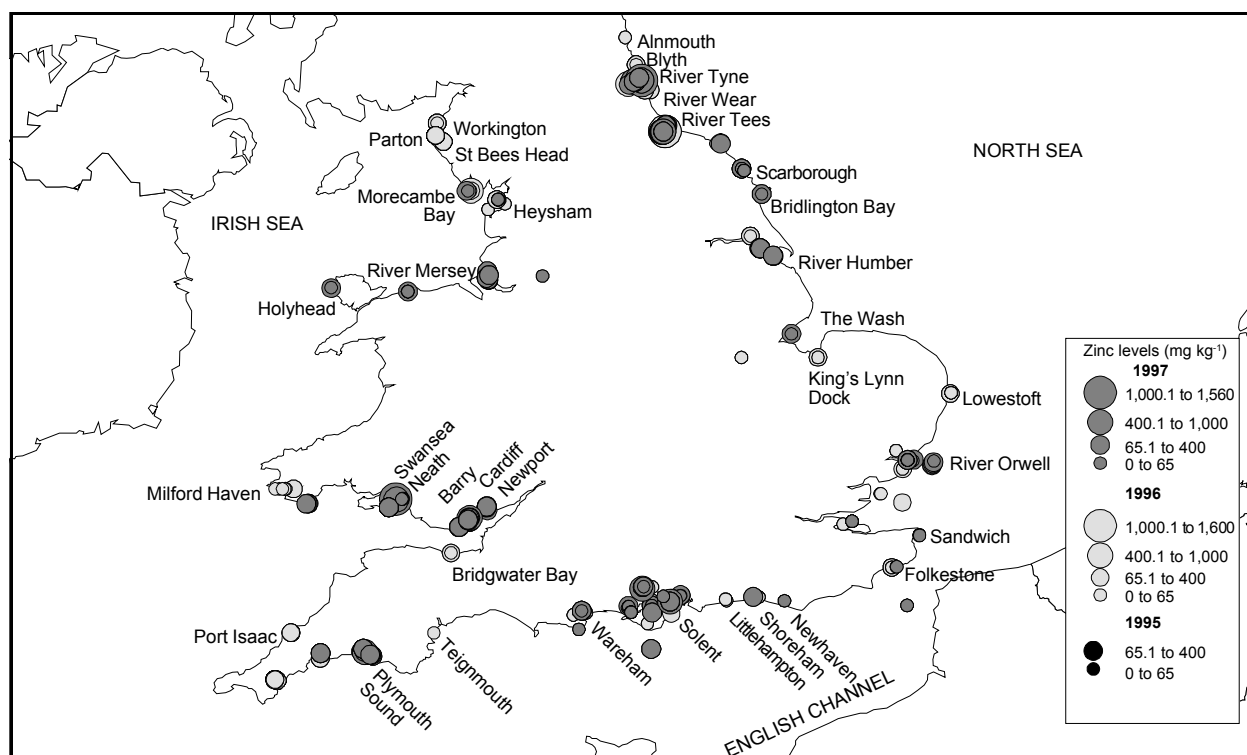 Alnmouth
Blyth
River Tyne
River Wear
River Tees
Workington
Parton
St Bees Head
NORTH SEA
Scarborough
Morecambe
Bay
Heysham
Bridlington Bay
IRISH SEA
River Humber
River Mersey
Holyhead
The Wash
King's Lynn
Dock
Lowestoft
Swansea
Neath
Barry
Cardiff
Newport
River Orwell
Milford Haven
Sandwich
Bridgwater Bay
Folkestone
Port Isaac
Plymouth
Sound
Teignmouth
Wareham
Solent
Littlehampton
Shoreham
Newhaven
ENGLISH CHANNEL
Zinc levels (mg kg-1)
1997
1,000.1 to 1,560
400.1 to 1,000
65.1 to 400
0 to 65
1996
1,000.1 to 1,600
400.1 to 1,000
65.1 to 400
0 to 65
1995
65.1 to 400
0 to 65